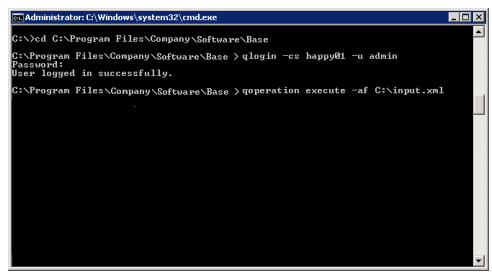 Administrator: C:\Windows\system32\cmd.exe
C:\>cd C:\Program Files\Company\Software\Base
C:\Program Files\Company\Software\Base > qlogin -cs happy01 -u admin
Password:
User logged in successfully.
C:\Program Files\Company\Software\Base > qoperation execute -af C:\input.xml